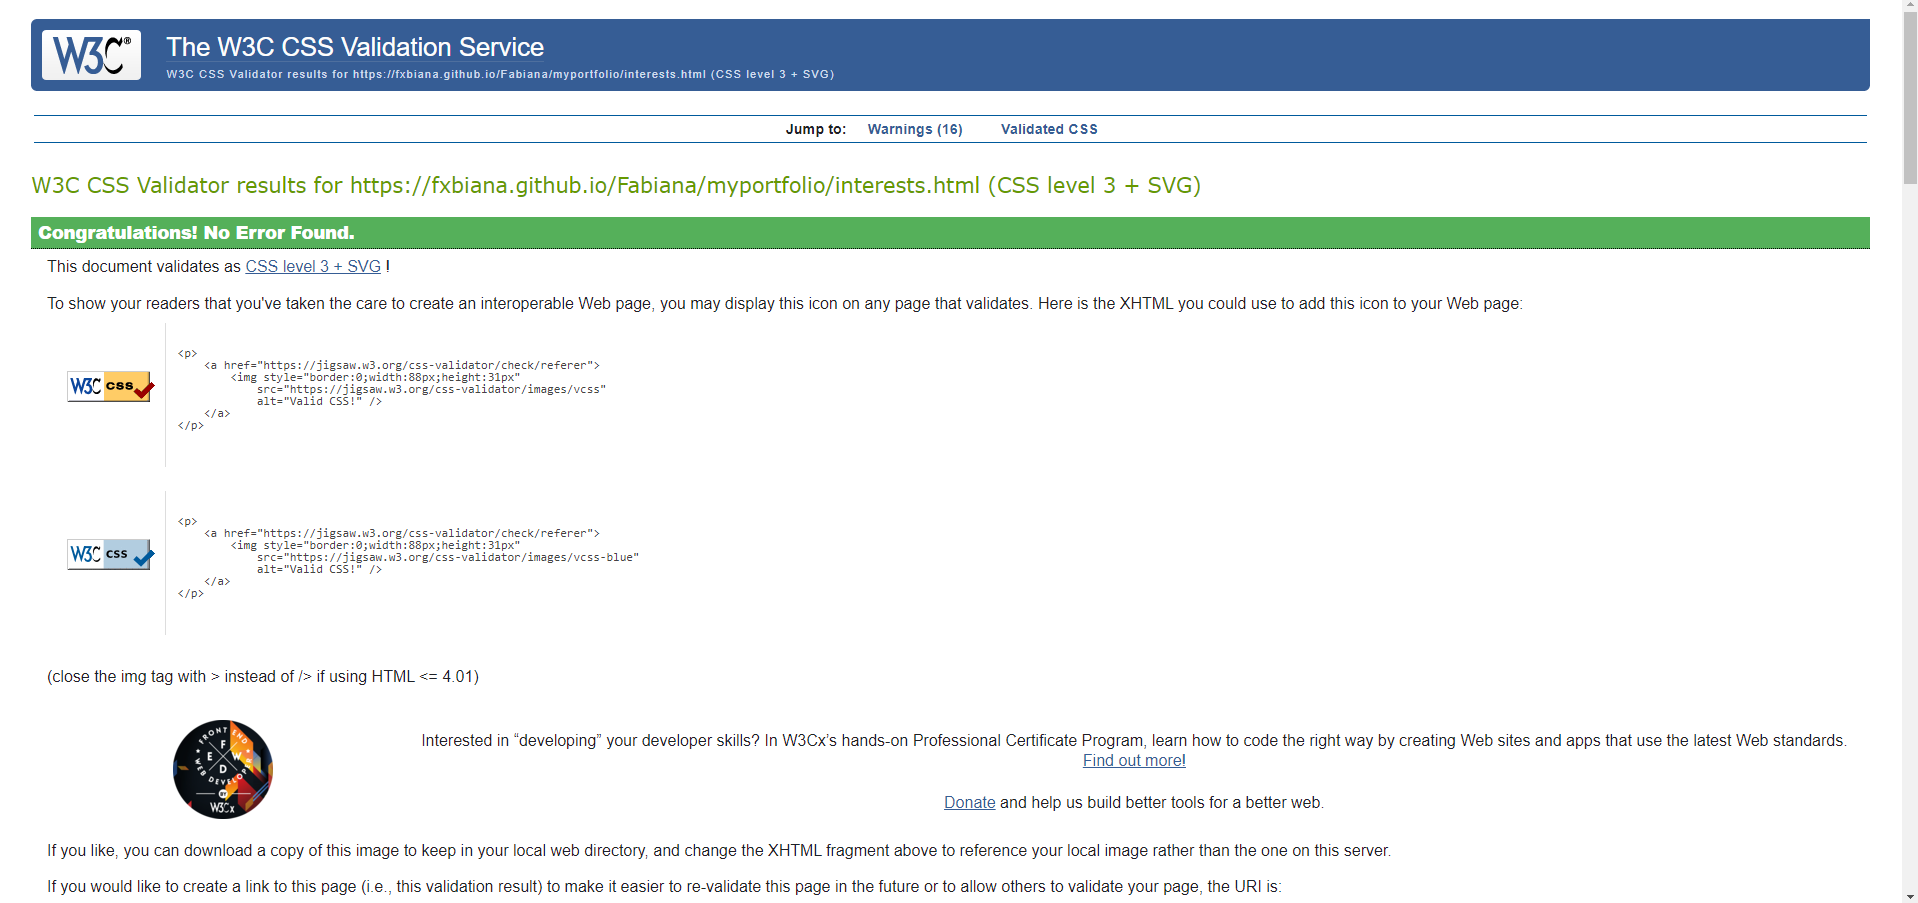 W3C®
The W3C CSS Validation Service
W3C CSS Validator results for https://fxbiana.github.io/Fabiana/myportfolio/interests.html (CSS level 3 + SVG)
Jump to: Warnings (16) Validated CSS
W3C CSS Validator results for https://fxbiana.github.io/Fabiana/myportfolio/interests.html (CSS level 3 + SVG)
Congratulations! No Error Found.
This document validates as CSS level 3 + SVG !
To show your readers that you've taken the care to create an interoperable Web page, you may display this icon on any page that validates. Here is the XHTML you could use to add this icon to your Web page:
W3C css
<p>
    <a href="https://jigsaw.w3.org/css-validator/check/referer">
        <img style="border:0;width:88px;height:31px"
            src="https://jigsaw.w3.org/css-validator/images/vcss"
            alt="Valid CSS!" />
    </a>
</p>
W3C css
<p>
    <a href="https://jigsaw.w3.org/css-validator/check/referer">
        <img style="border:0;width:88px;height:31px"
            src="https://jigsaw.w3.org/css-validator/images/vcss-blue"
            alt="Valid CSS!" />
    </a>
</p>
(close the img tag with > instead of /> if using HTML <= 4.01)
FRONT END
F
E W
D
WEB DEVELOPER
BY
W3Cx
Interested in “developing” your developer skills? In W3Cx’s hands-on Professional Certificate Program, learn how to code the right way by creating Web sites and apps that use the latest Web standards.
Find out more!
Donate and help us build better tools for a better web.
If you like, you can download a copy of this image to keep in your local web directory, and change the XHTML fragment above to reference your local image rather than the one on this server.
If you would like to create a link to this page (i.e., this validation result) to make it easier to re-validate this page in the future or to allow others to validate your page, the URI is: